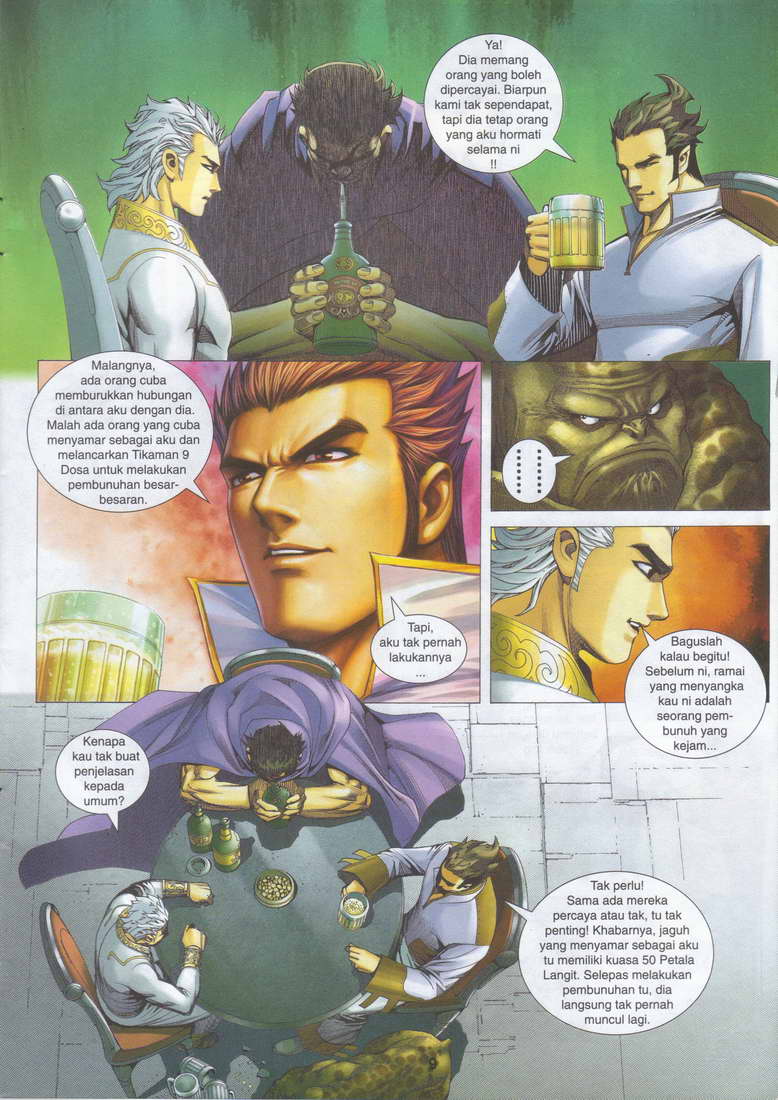 Ya!
Dia memang
orang yang boleh
dipercayai. Biarpun
kami tak sependapat,
tapi dia tetap orang
yang aku hormati
selama ni
!!
Malangnya,
ada orang cuba
memburukkan hubungan
di antara aku dengan dia.
Malah ada orang yang cuba
menyamar sebagai aku dan
melancarkan Tikaman 9
Dosa untuk melakukan
pembunuhan besar-
besaran.
Tapi,
aku tak pernah
lakukannya
...
Baguslah
kalau begitu!
Sebelum ni, ramai
yang menyangka
kau ni adalah
seorang pem-
bunuh yang
kejam...
Kenapa
kau tak buat
penjelasan
kepada
umum?
Tak perlu!
Sama ada mereka
percaya atau tak, tu tak
penting! Khabarnya, jaguh
yang menyamar sebagai aku
tu memiliki kuasa 50 Petala
Langit. Selepas melakukan
pembunuhan tu, dia
langsung tak pernah
muncul lagi.
9